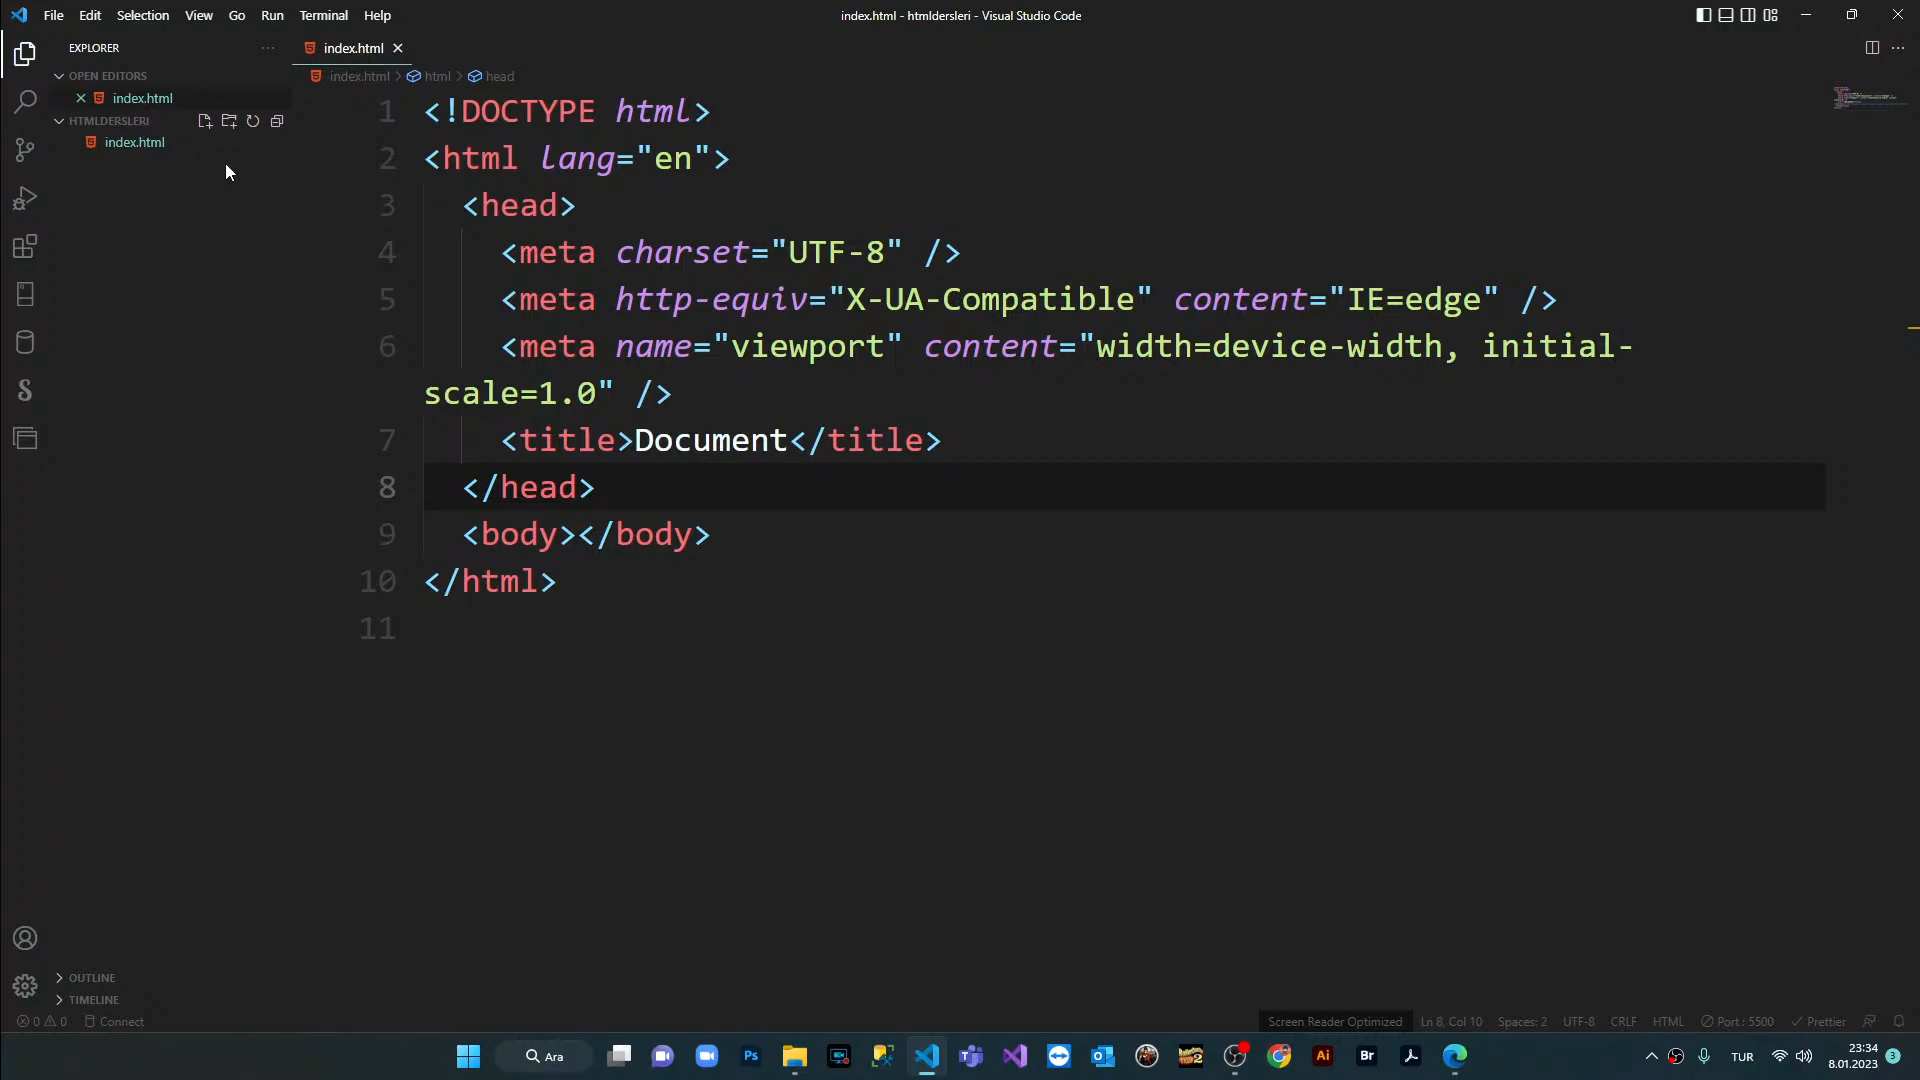 File Edit Selection View Go Run Terminal Help
index.html - htmldersleri - Visual Studio Code
EXPLORER
index.html
OPEN EDITORS
index.html > html > head
index.html
HTMLDERSLERI
index.html
1 <!DOCTYPE html>
2 <html lang="en">
3 <head>
4 <meta charset="UTF-8" />
5 <meta http-equiv="X-UA-Compatible" content="IE=edge" />
6 <meta name="viewport" content="width=device-width, initial-
scale=1.0" />
7 <title>Document</title>
8 </head>
9 <body></body>
10 </html>
11
OUTLINE
TIMELINE
0 0 Connect
Screen Reader Optimized Ln 8, Col 10 Spaces: 2 UTF-8 CRLF HTML Port : 5500 Prettier
Ara
Ps
Ai
Br
TUR
23:34
8.01.2023
3